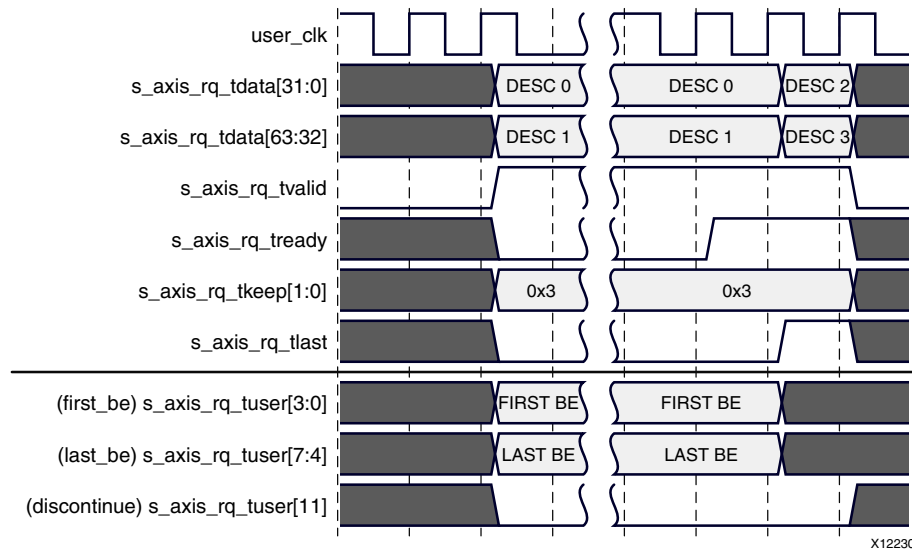 user_clk
s_axis_rq_tdata[31:0] DESC 0 DESC 0 DESC 2
s_axis_rq_tdata[63:32] DESC 1 DESC 1 DESC 3
s_axis_rq_tvalid
s_axis_rq_tready
s_axis_rq_tkeep[1:0] 0x3 0x3
s_axis_rq_tlast
(first_be) s_axis_rq_tuser[3:0] FIRST BE FIRST BE
(last_be) s_axis_rq_tuser[7:4] LAST BE LAST BE
(discontinue) s_axis_rq_tuser[11]
X12230